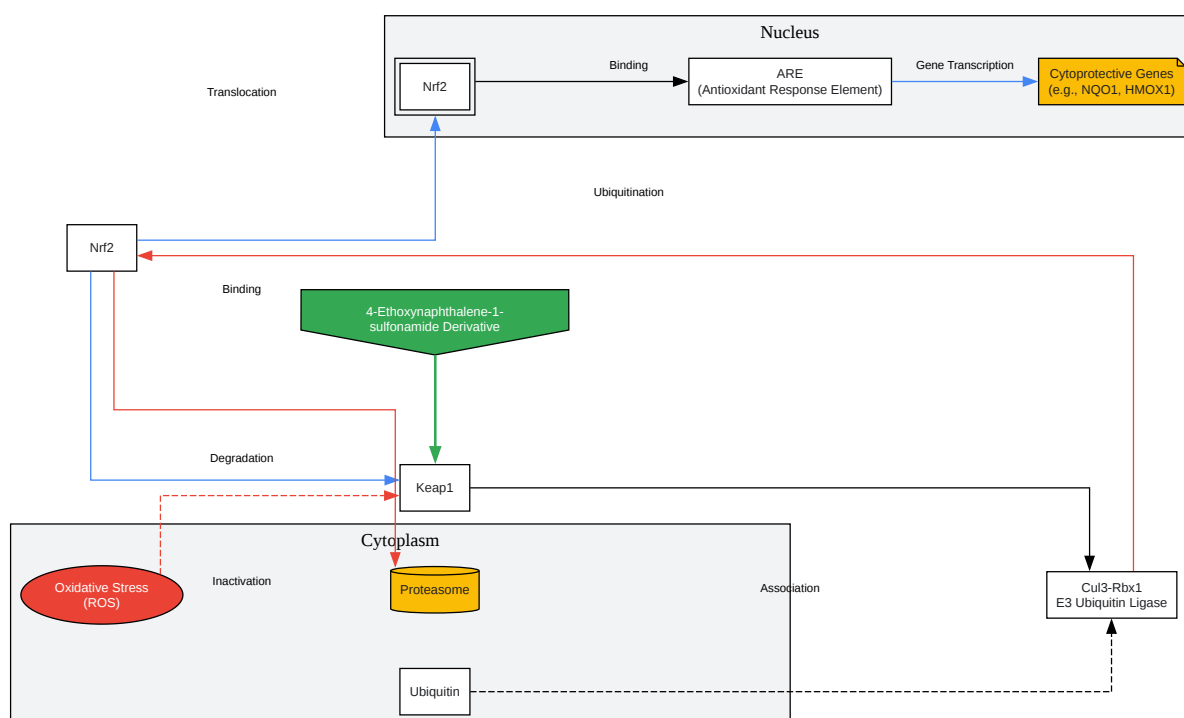 Nucleus
Nrf2
Binding
ARE
(Antioxidant Response Element)
Gene Transcription
Cytoprotective Genes
(e.g., NQO1, HMOX1)
Translocation
Ubiquitination
Nrf2
Binding
4-Ethoxynaphthalene-1-
sulfonamide Derivative
Degradation
Keap1
Cytoplasm
Oxidative Stress
(ROS)
Inactivation
Proteasome
Association
Cul3-Rbx1
E3 Ubiquitin Ligase
Ubiquitin